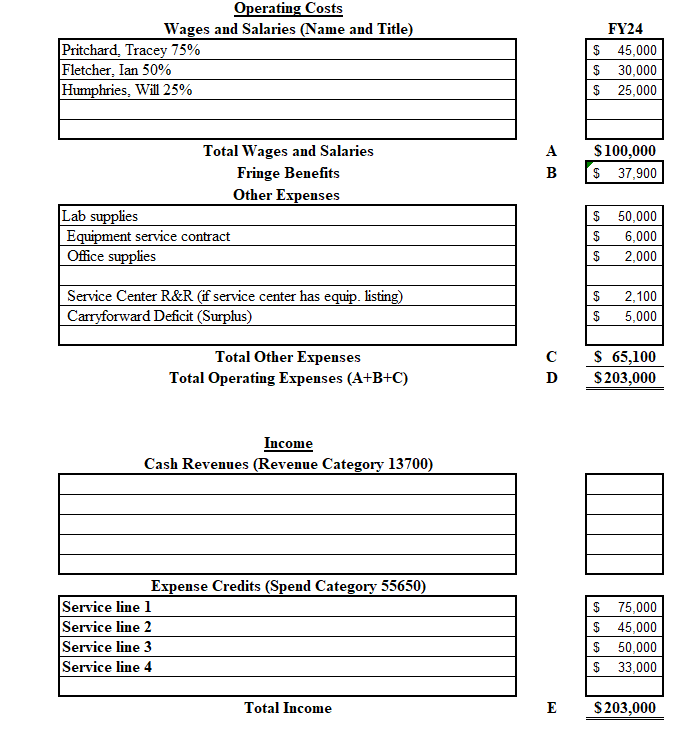 Operating Costs
Wages and Salaries (Name and Title) FY24
Pritchard, Tracey 75% $ 45,000
Fletcher, Ian 50% $ 30,000
Humphries, Will 25% $ 25,000
Total Wages and Salaries A $100,000
Fringe Benefits B $ 37,900
Other Expenses
Lab supplies $ 50,000
Equipment service contract $ 6,000
Office supplies $ 2,000
Service Center R&R (if service center has equip. listing) $ 2,100
Carryforward Deficit (Surplus) $ 5,000
Total Other Expenses C $ 65,100
Total Operating Expenses (A+B+C) D $203,000
Income
Cash Revenues (Revenue Category 13700)
Expense Credits (Spend Category 55650)
Service line 1 $ 75,000
Service line 2 $ 45,000
Service line 3 $ 50,000
Service line 4 $ 33,000
Total Income E $203,000